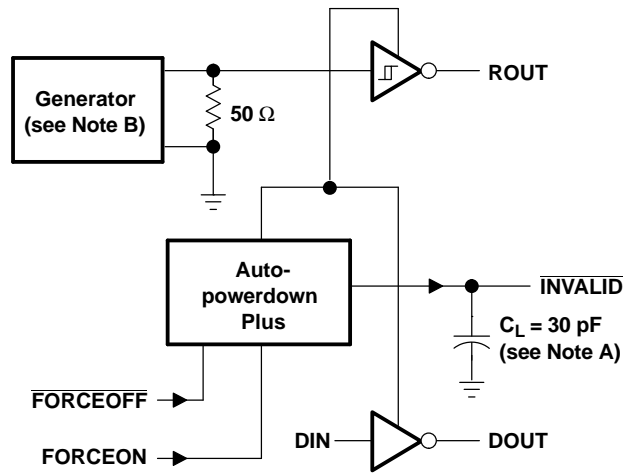 ROUT
Generator
(see Note B)
50 Ω
Auto-
powerdown
Plus
INVALID
C_L = 30 pF
(see Note A)
FORCEOFF
FORCEON
DIN
DOUT